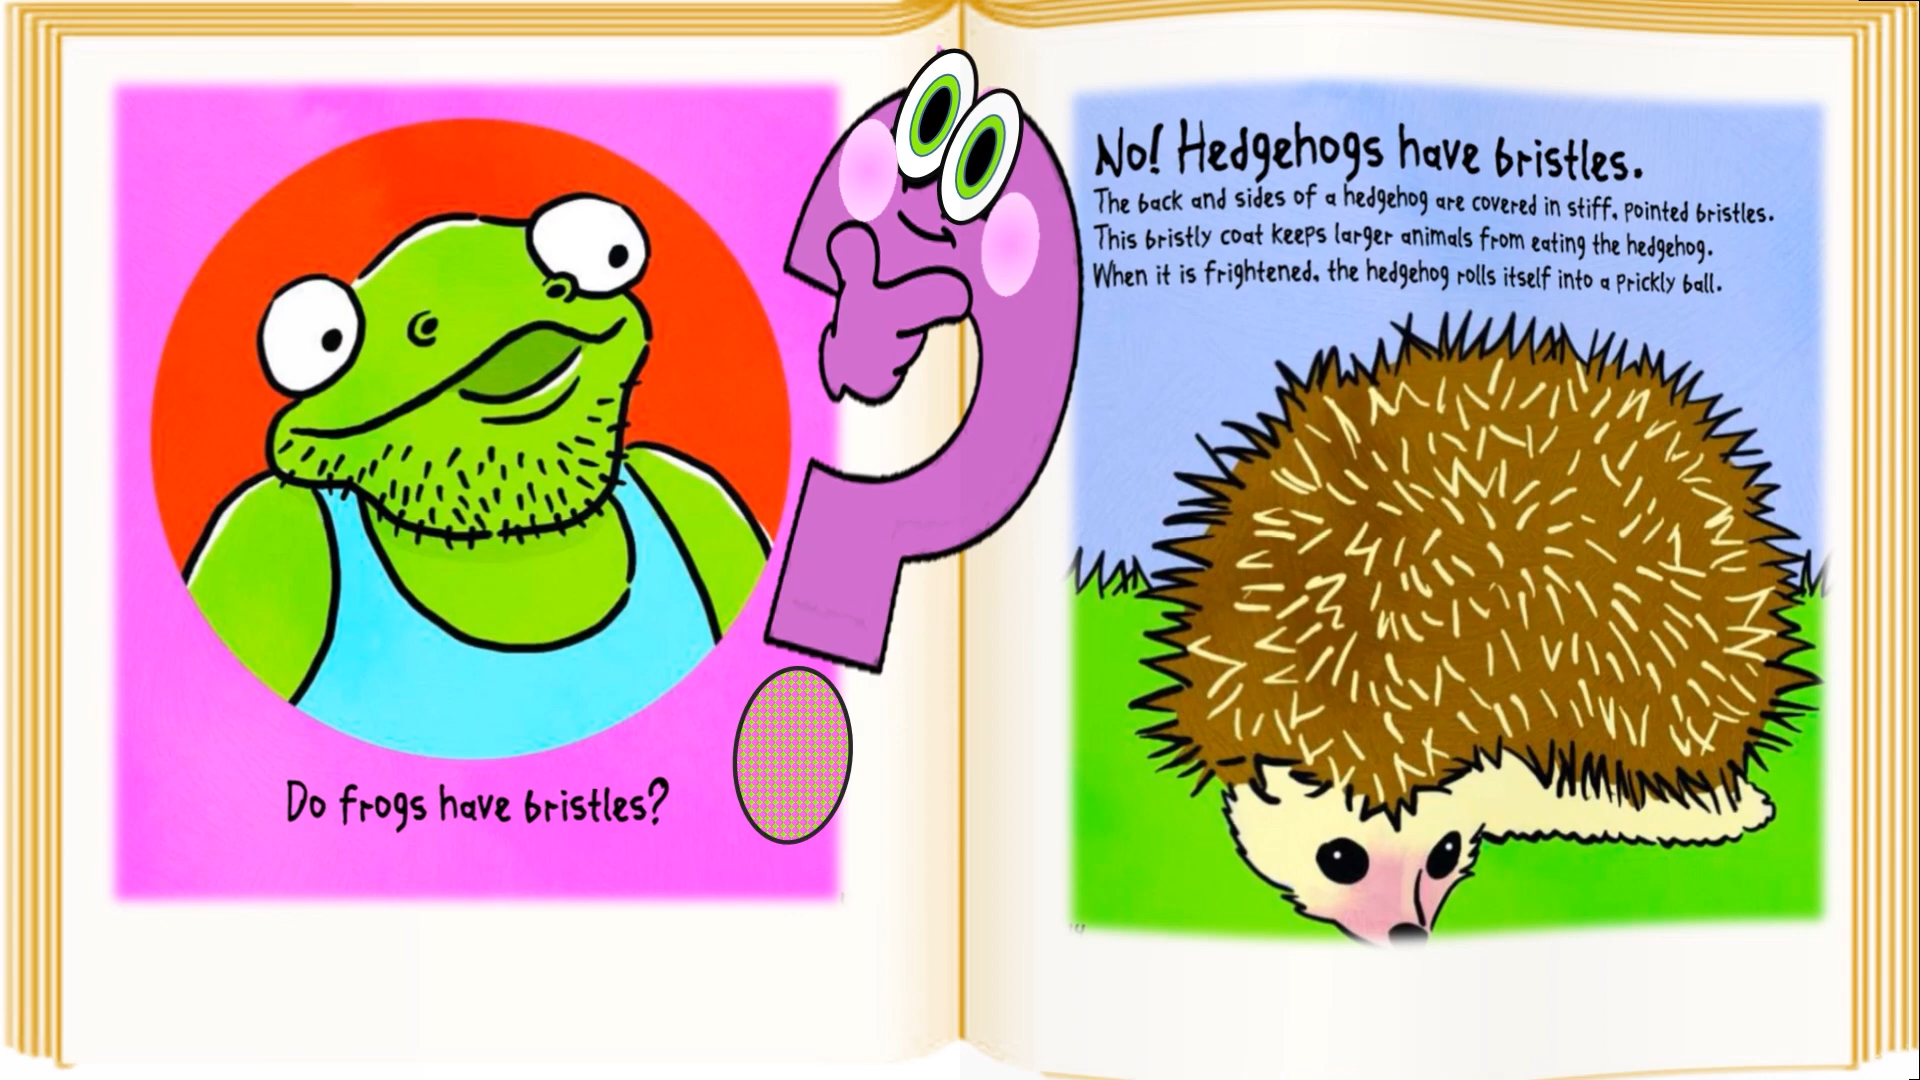 Do frogs have bristles?
No! Hedgehogs have bristles.
The back and sides of a hedgehog are covered in stiff, pointed bristles.
This bristly coat keeps larger animals from eating the hedgehog.
When it is frightened, the hedgehog rolls itself into a prickly ball.